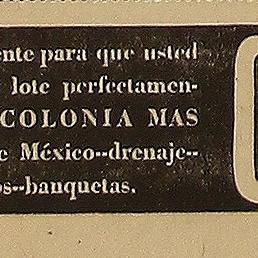 ente para que usted
lote perfectamen-
COLONIA MAS
e México--drenaje--
os--banquetas.